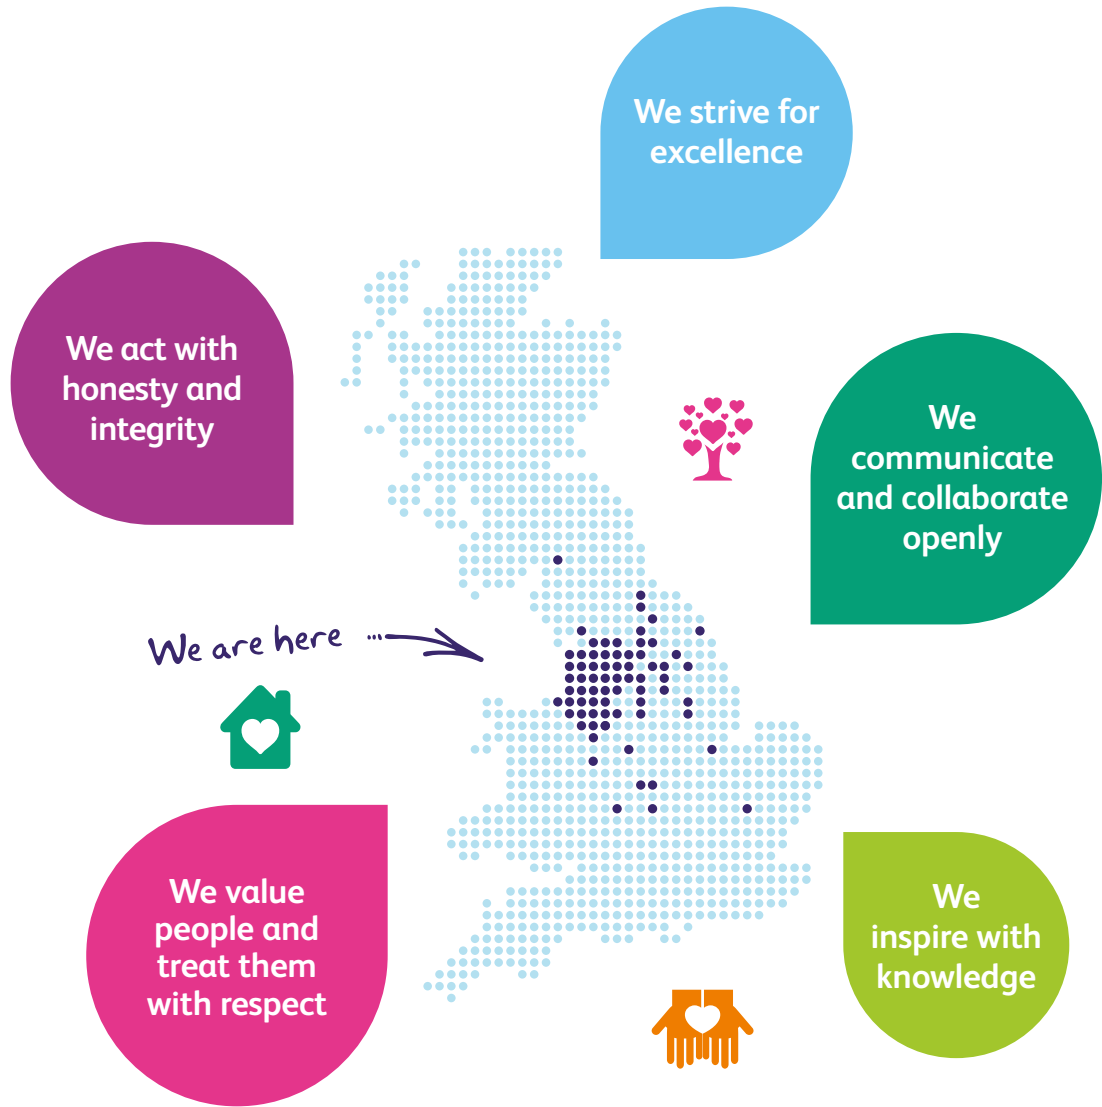 We strive for
excellence
We act with
honesty and
integrity
We
communicate
and collaborate
openly
We are here
We value
people and
treat them
with respect
We
inspire with
knowledge